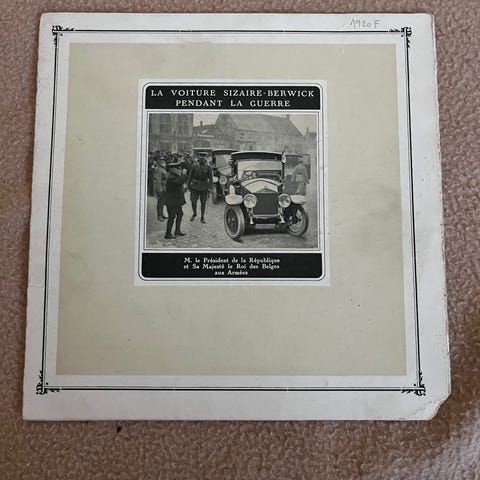 1920 F
LA VOITURE SIZAIRE-BERWICK
PENDANT LA GUERRE
M. le Président de la République
et Sa Majesté le Roi des Belges
aux Armées